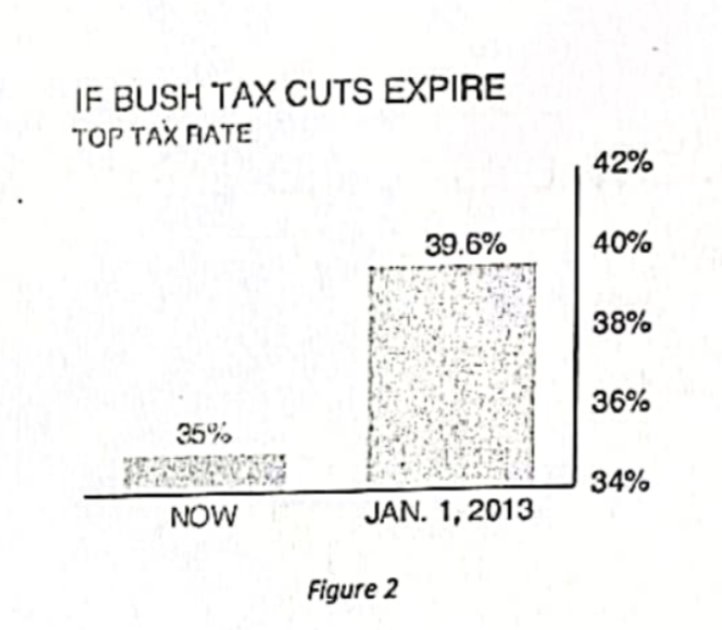 IF BUSH TAX CUTS EXPIRE
TOP TAX RATE
42%
39.6%
40%
38%
36%
35%
34%
NOW
JAN. 1, 2013
Figure 2